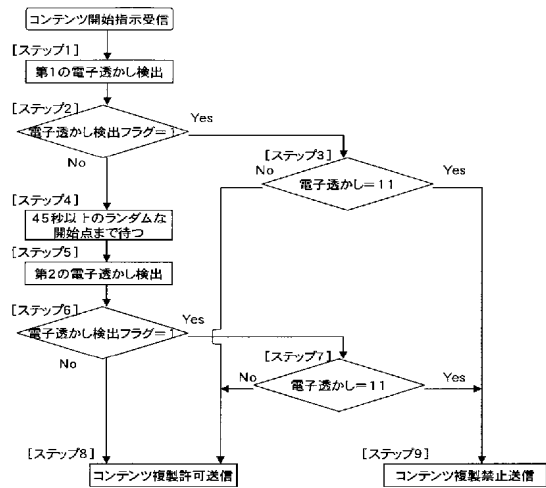 コンテンツ開始指示受信
[ステップ1]
第1の電子透かし検出
[ステップ2]
電子透かし検出フラグ=1
Yes
No
[ステップ3]
電子透かし=11
No
Yes
[ステップ4]
45秒以上のランダムな
開始点まで待つ
[ステップ5]
第2の電子透かし検出
[ステップ6]
電子透かし検出フラグ=1
Yes
No
[ステップ7]
電子透かし=11
No
Yes
[ステップ8]
コンテンツ複製許可送信
[ステップ9]
コンテンツ複製禁止送信